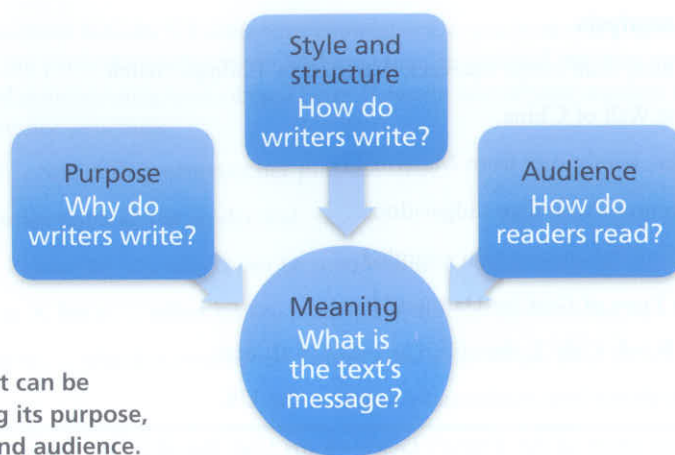 Style and
structure
How do
writers write?
Purpose
Why do
writers write?
Audience
How do
readers read?
Meaning
What is
the text's
message?
t can be
g its purpose,
nd audience.